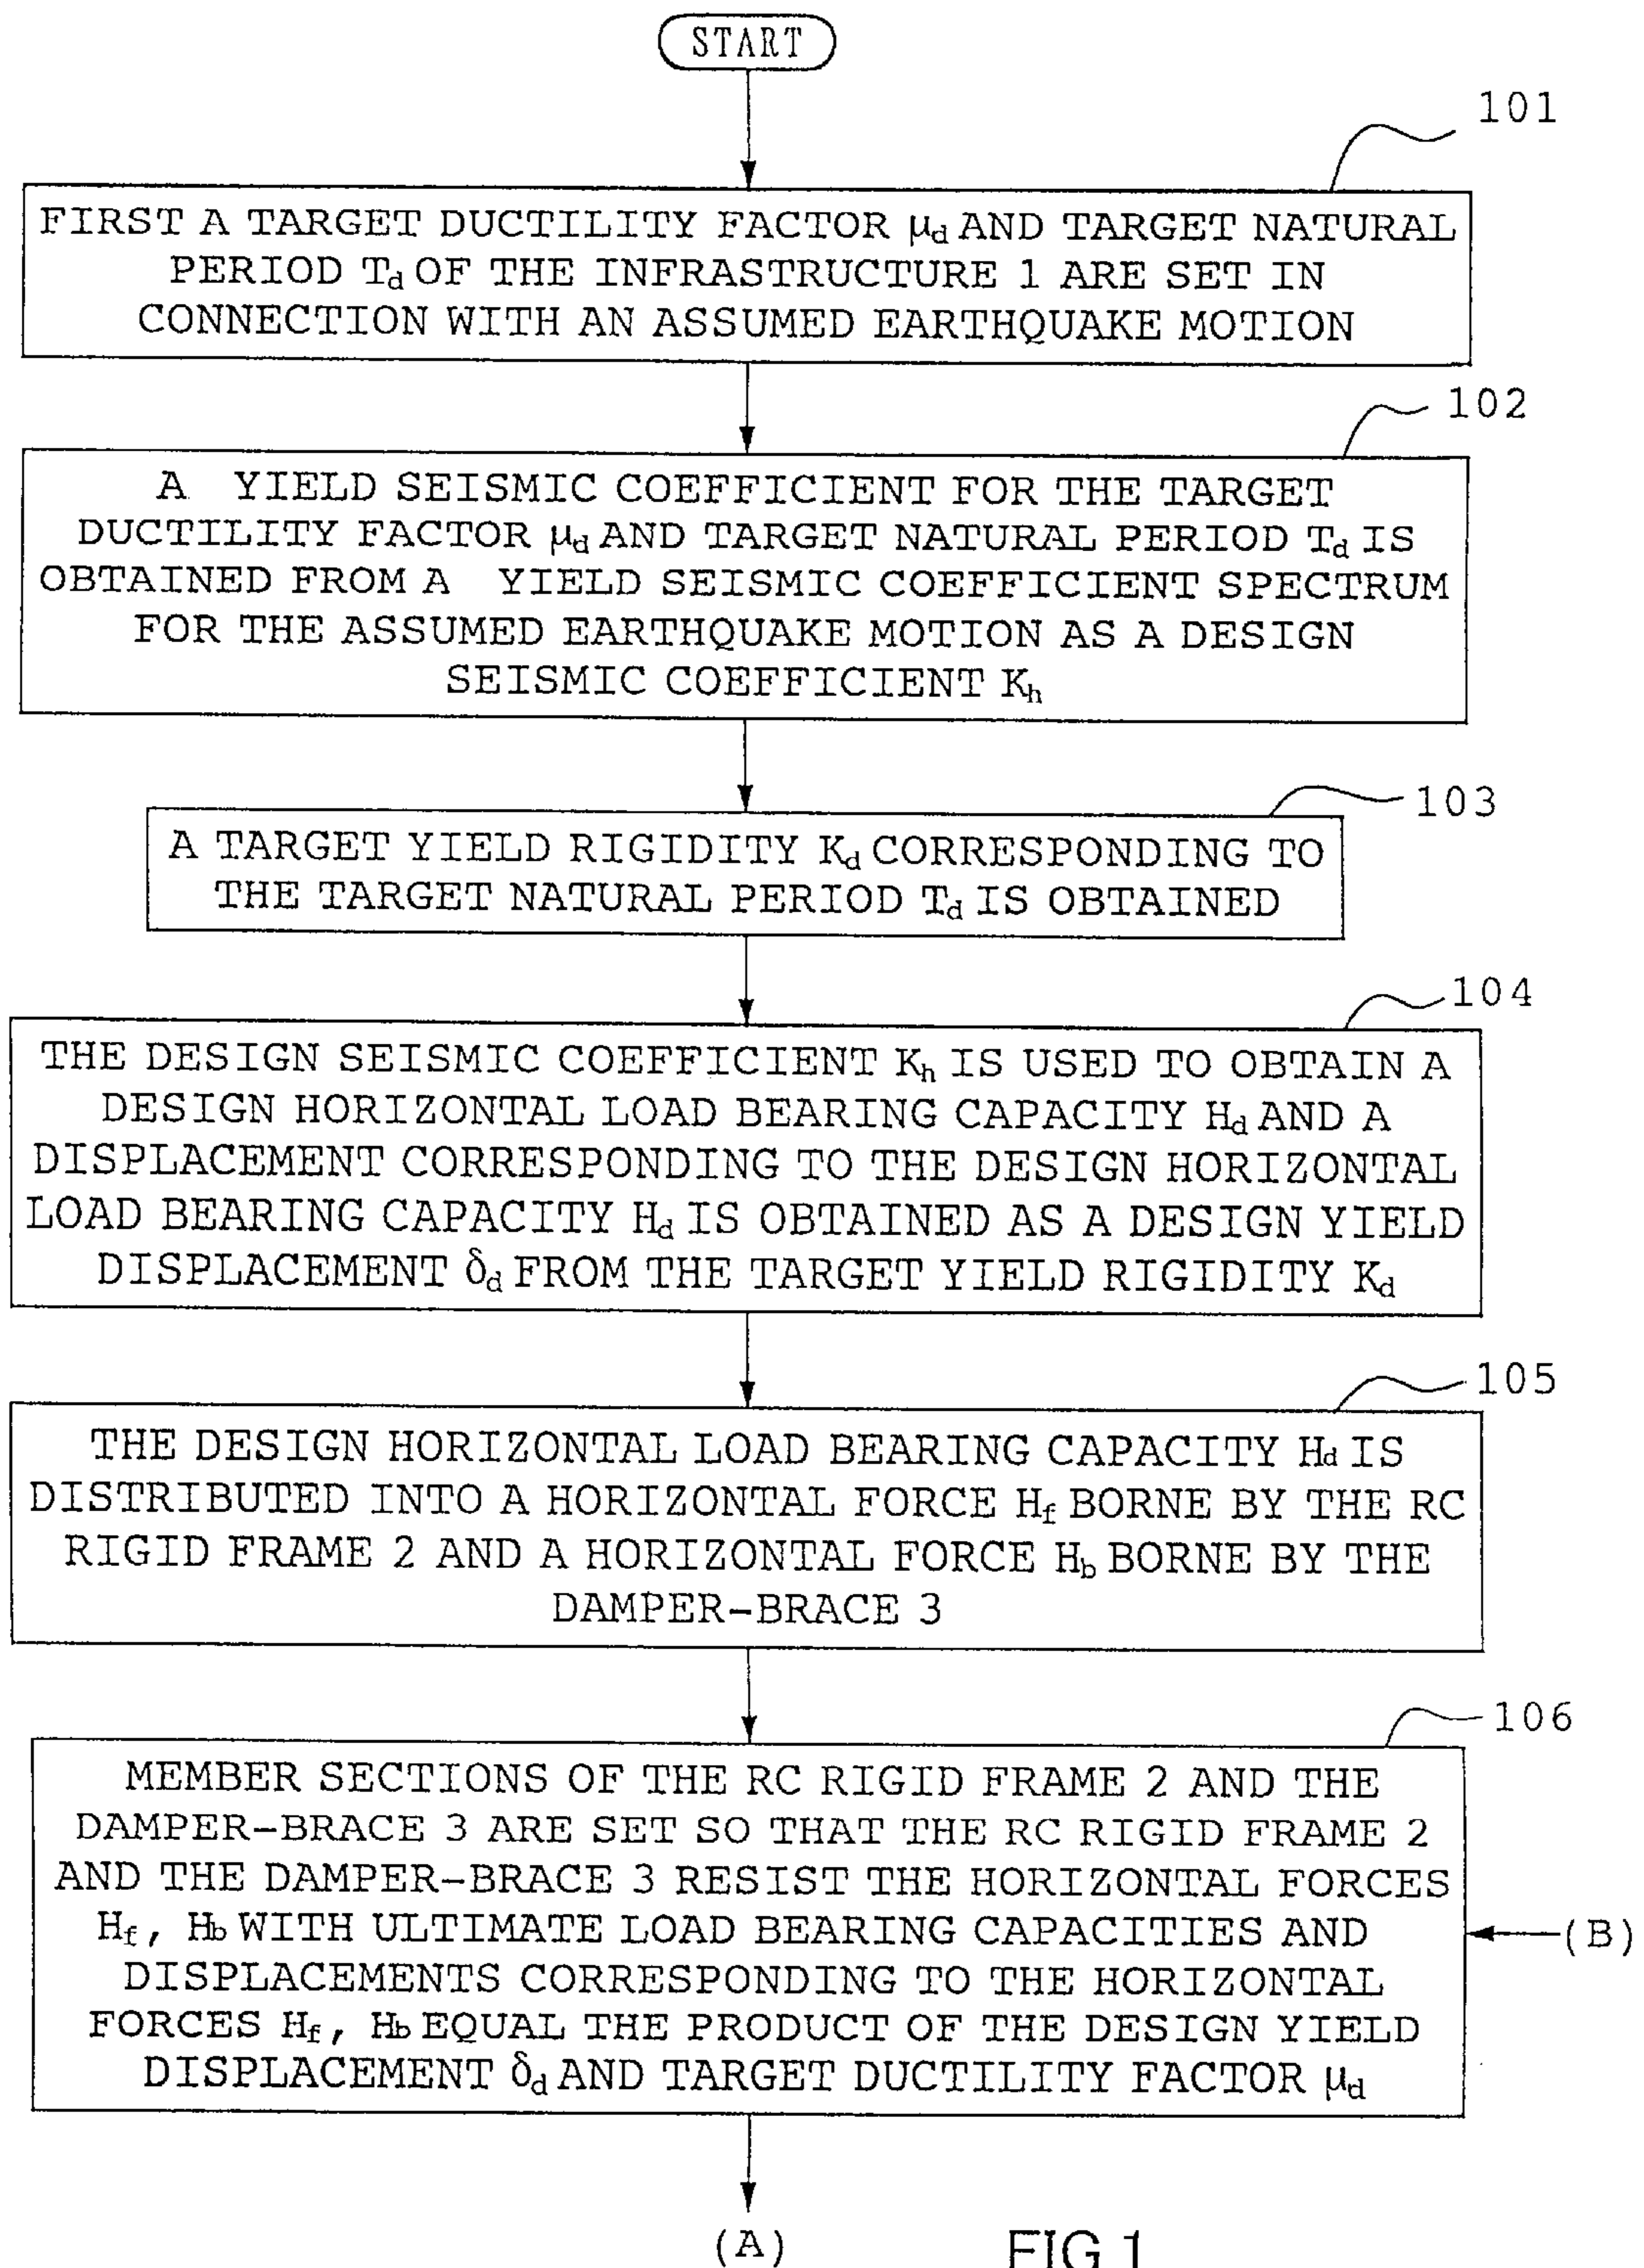 START
101
FIRST A TARGET DUCTILITY FACTOR μd AND TARGET NATURAL
PERIOD Td OF THE INFRASTRUCTURE 1 ARE SET IN
CONNECTION WITH AN ASSUMED EARTHQUAKE MOTION
102
A YIELD SEISMIC COEFFICIENT FOR THE TARGET
DUCTILITY FACTOR μd AND TARGET NATURAL PERIOD Td IS
OBTAINED FROM A YIELD SEISMIC COEFFICIENT SPECTRUM
FOR THE ASSUMED EARTHQUAKE MOTION AS A DESIGN
SEISMIC COEFFICIENT Kh
103
A TARGET YIELD RIGIDITY Kd CORRESPONDING TO
THE TARGET NATURAL PERIOD Td IS OBTAINED
104
THE DESIGN SEISMIC COEFFICIENT Kh IS USED TO OBTAIN A
DESIGN HORIZONTAL LOAD BEARING CAPACITY Hd AND A
DISPLACEMENT CORRESPONDING TO THE DESIGN HORIZONTAL
LOAD BEARING CAPACITY Hd IS OBTAINED AS A DESIGN YIELD
DISPLACEMENT δd FROM THE TARGET YIELD RIGIDITY Kd
105
THE DESIGN HORIZONTAL LOAD BEARING CAPACITY Hd IS
DISTRIBUTED INTO A HORIZONTAL FORCE Hf BORNE BY THE RC
RIGID FRAME 2 AND A HORIZONTAL FORCE Hb BORNE BY THE
DAMPER-BRACE 3
106
MEMBER SECTIONS OF THE RC RIGID FRAME 2 AND THE
DAMPER-BRACE 3 ARE SET SO THAT THE RC RIGID FRAME 2
AND THE DAMPER-BRACE 3 RESIST THE HORIZONTAL FORCES
Hf, Hb WITH ULTIMATE LOAD BEARING CAPACITIES AND
DISPLACEMENTS CORRESPONDING TO THE HORIZONTAL
FORCES Hf, Hb EQUAL THE PRODUCT OF THE DESIGN YIELD
DISPLACEMENT δd AND TARGET DUCTILITY FACTOR μd
(B)
(A)
FIG.1